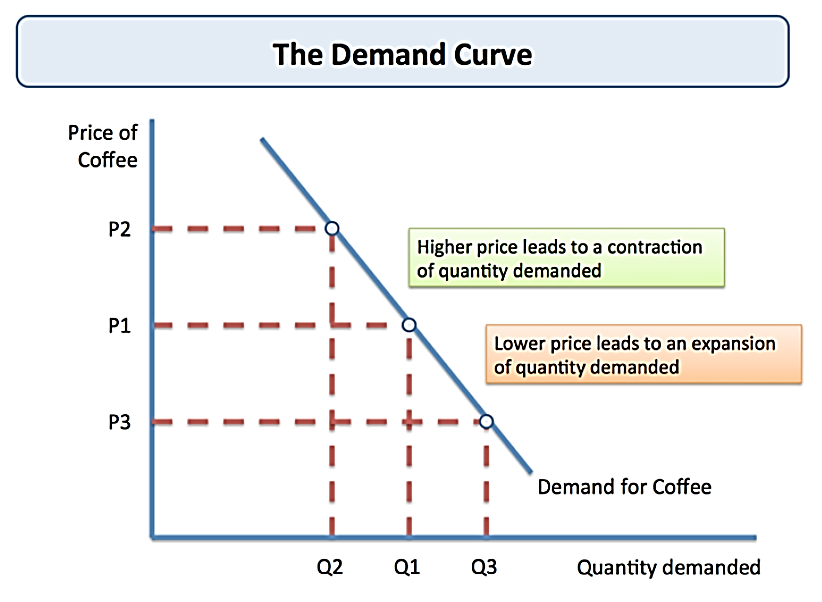 The Demand Curve
Price of
Coffee
P2
Higher price leads to a contraction
of quantity demanded
P1
Lower price leads to an expansion
of quantity demanded
P3
Demand for Coffee
Q2
Q1
Q3
Quantity demanded